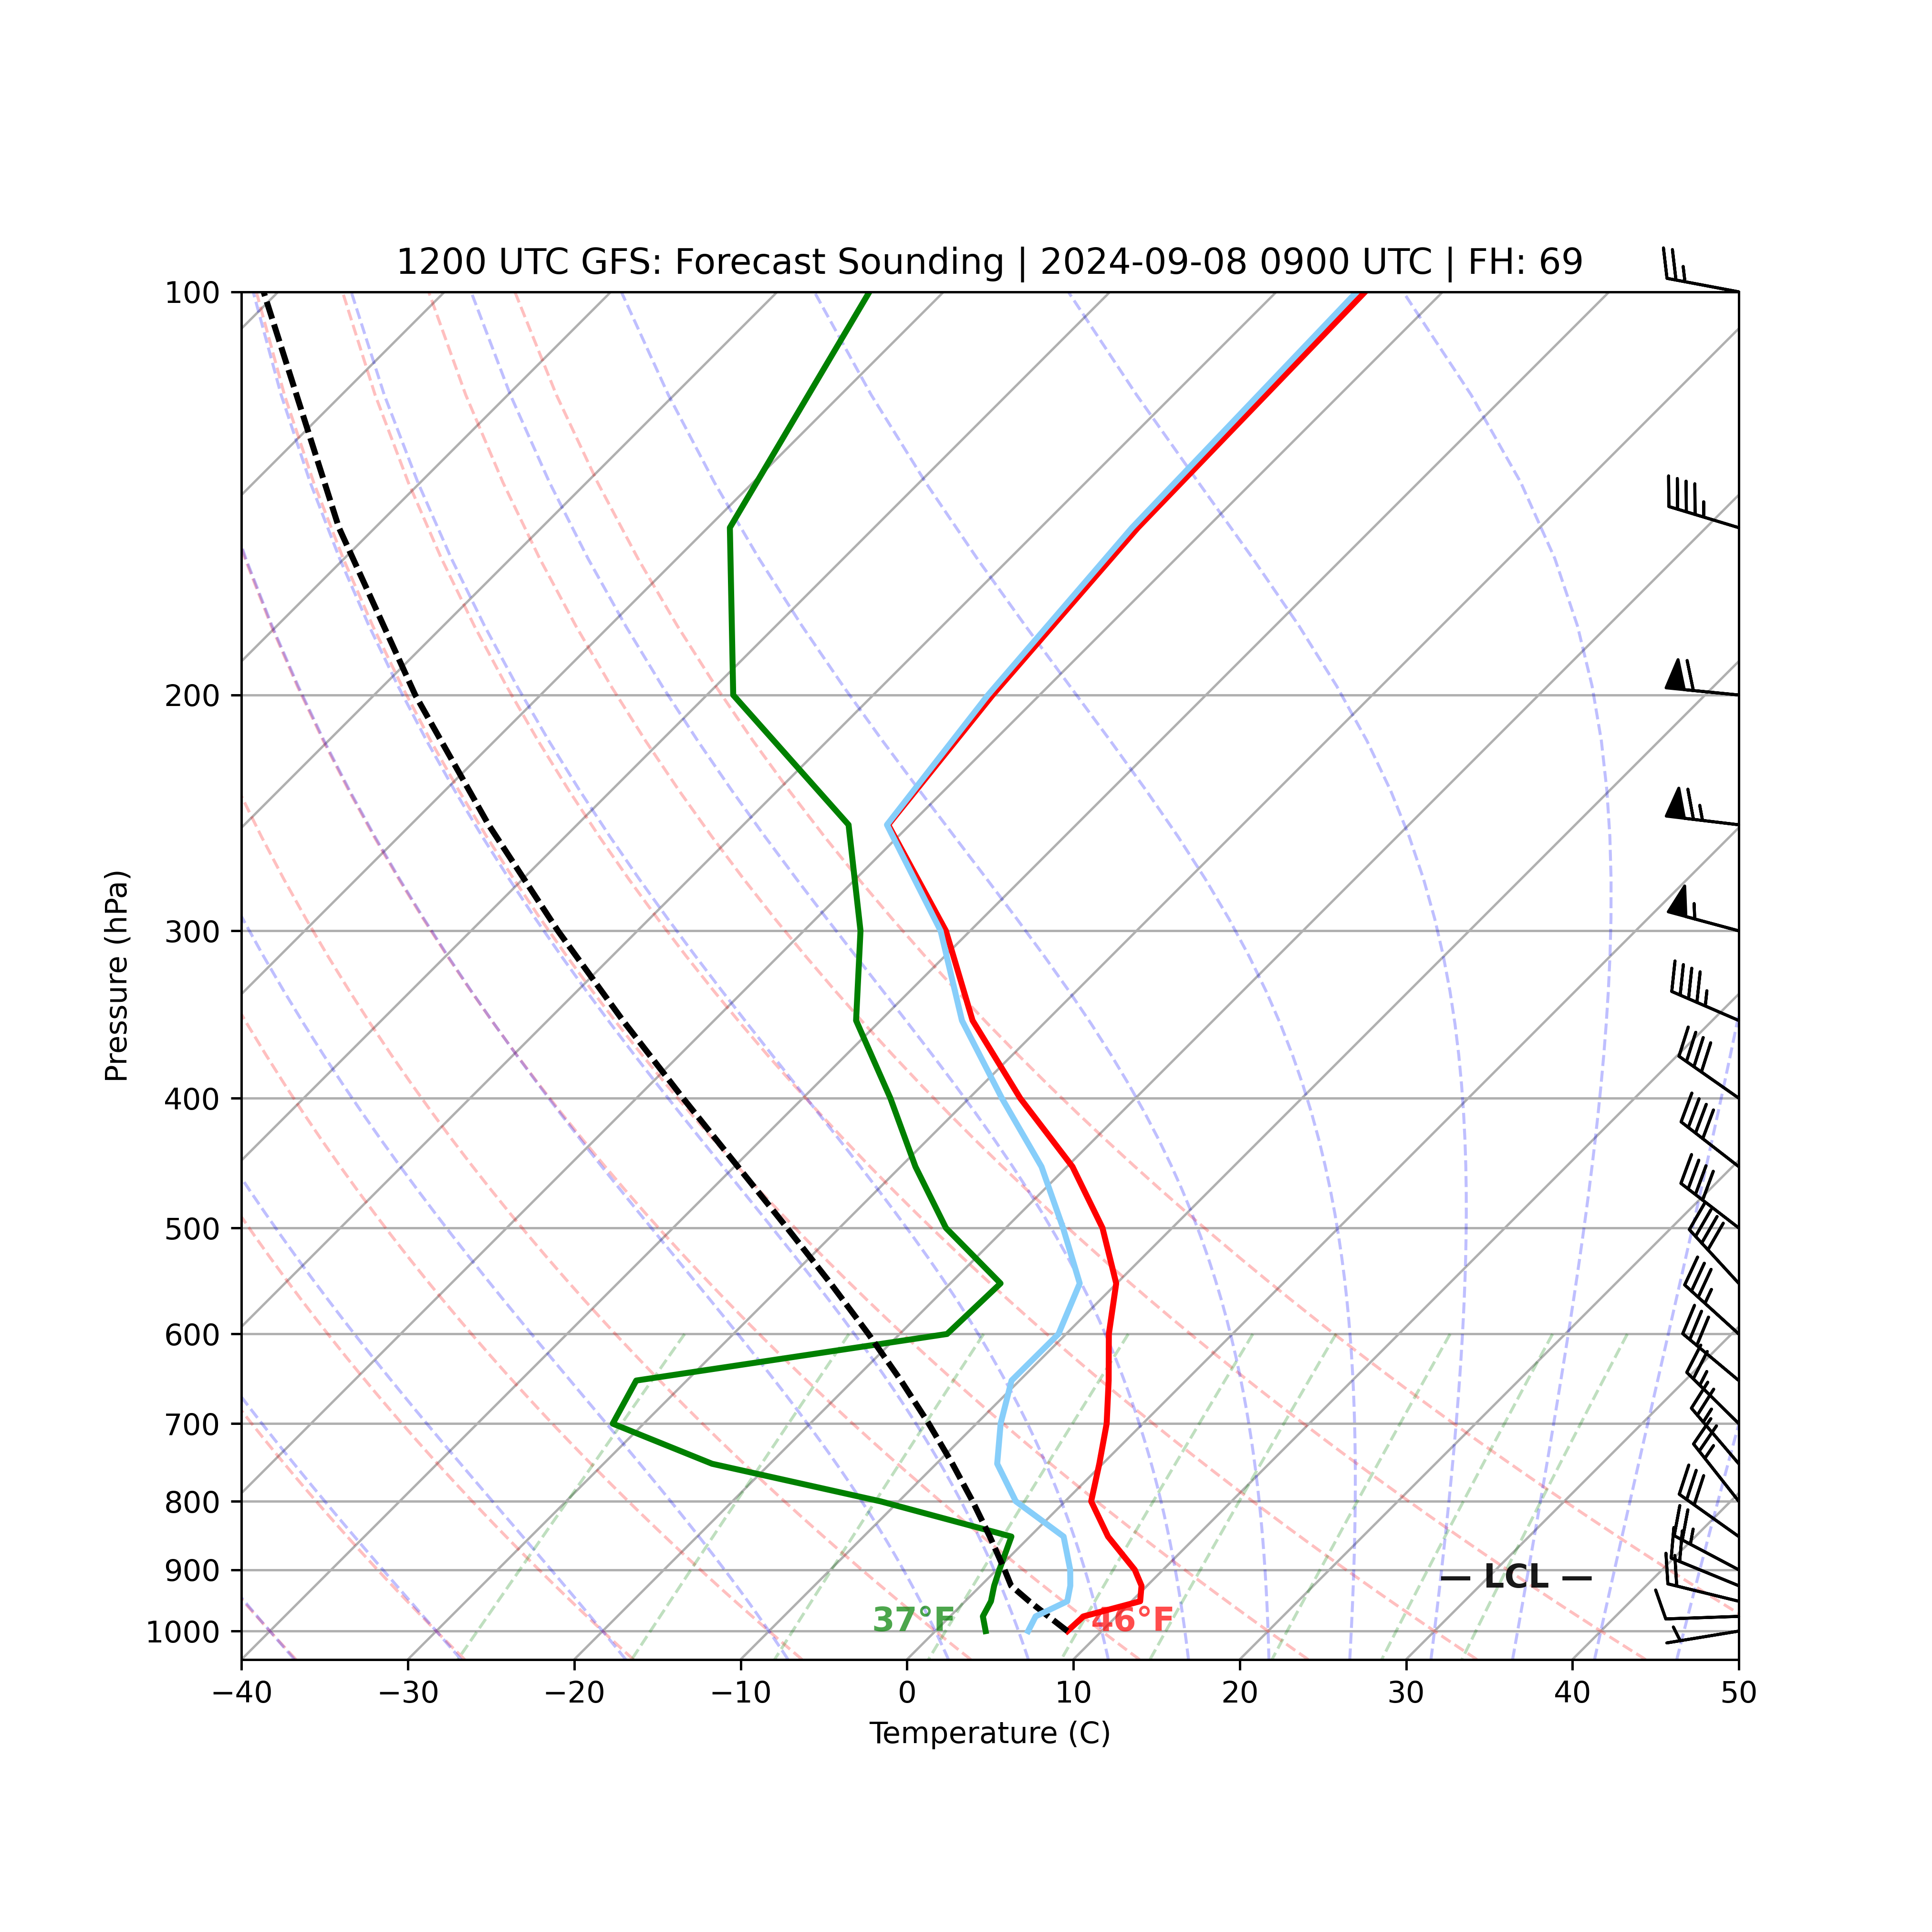 1200 UTC GFS: Forecast Sounding | 2024-09-08 0900 UTC | FH: 69
100
200
300
400
500
600
700
800
900
1000
Pressure (hPa)
— LCL —
37°F
46°F
−40 −30 −20 −10 0 10 20 30 40 50
Temperature (C)